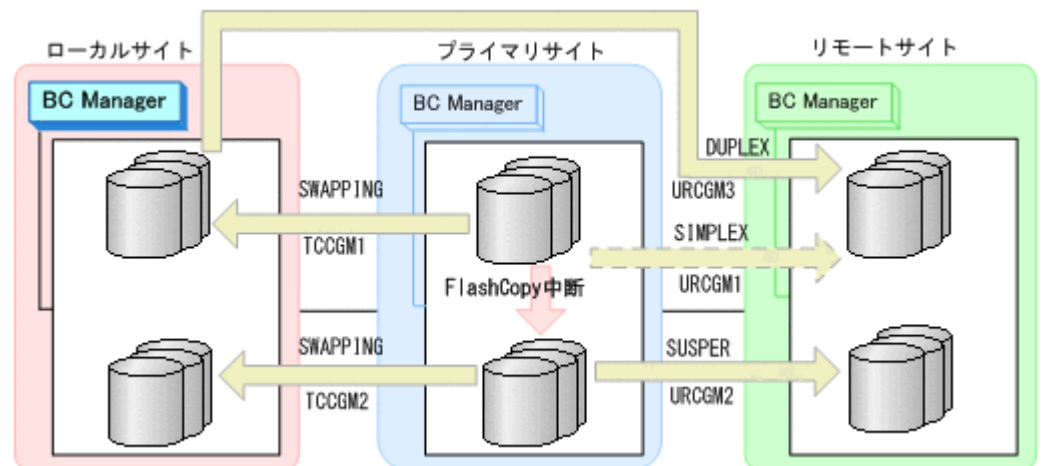 ローカルサイト
プライマリサイト
リモートサイト
BC Manager
BC Manager
BC Manager
DUPLEX
URCGM3
SWAPPING
TCCGM1
SIMPLEX
URCGM1
FlashCopy中断
SWAPPING
TCCGM2
SUSPER
URCGM2